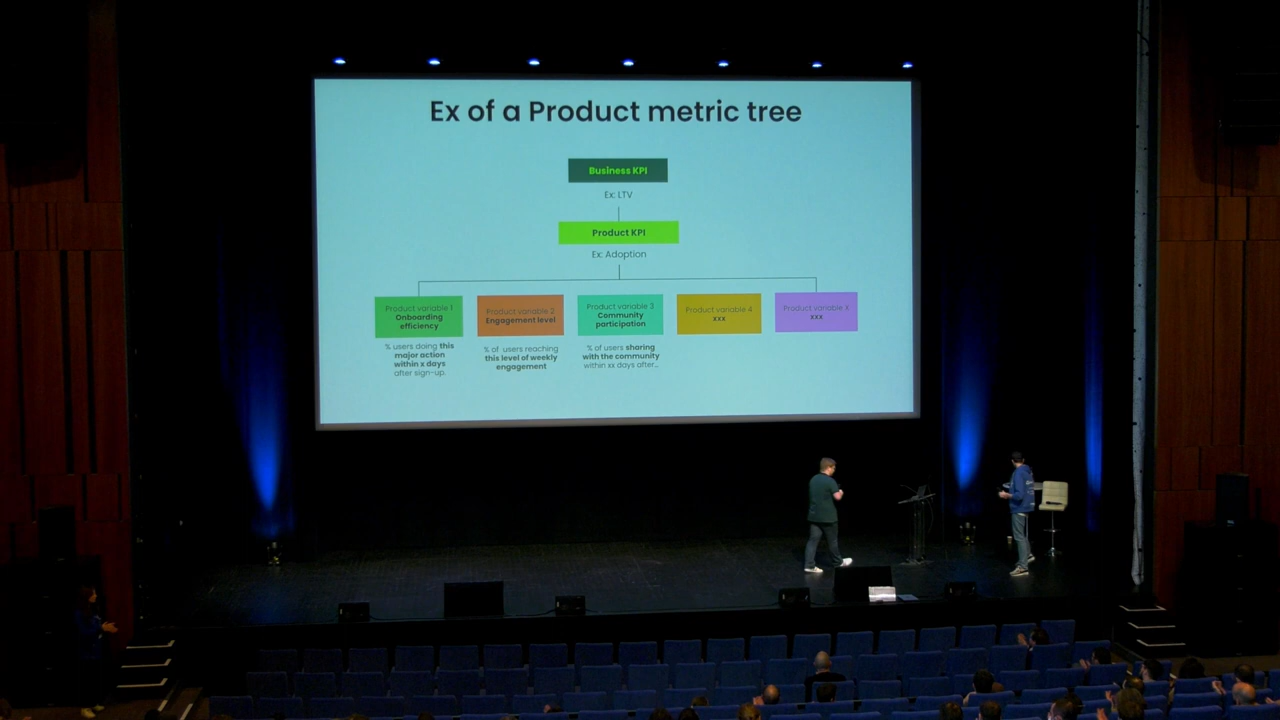 Ex of a Product metric tree
Business KPI
Ex: LTV
Product KPI
Ex: Adoption
Product variable 1
Onboarding
efficiency
% users doing this
major action
within x days
after sign-up.
Product variable 2
Engagement level
% of users reaching
this level of weekly
engagement
Product variable 3
Community
participation
% of users sharing
with the community
within xx days after...
Product variable 4
xxx
Product variable X
xxx